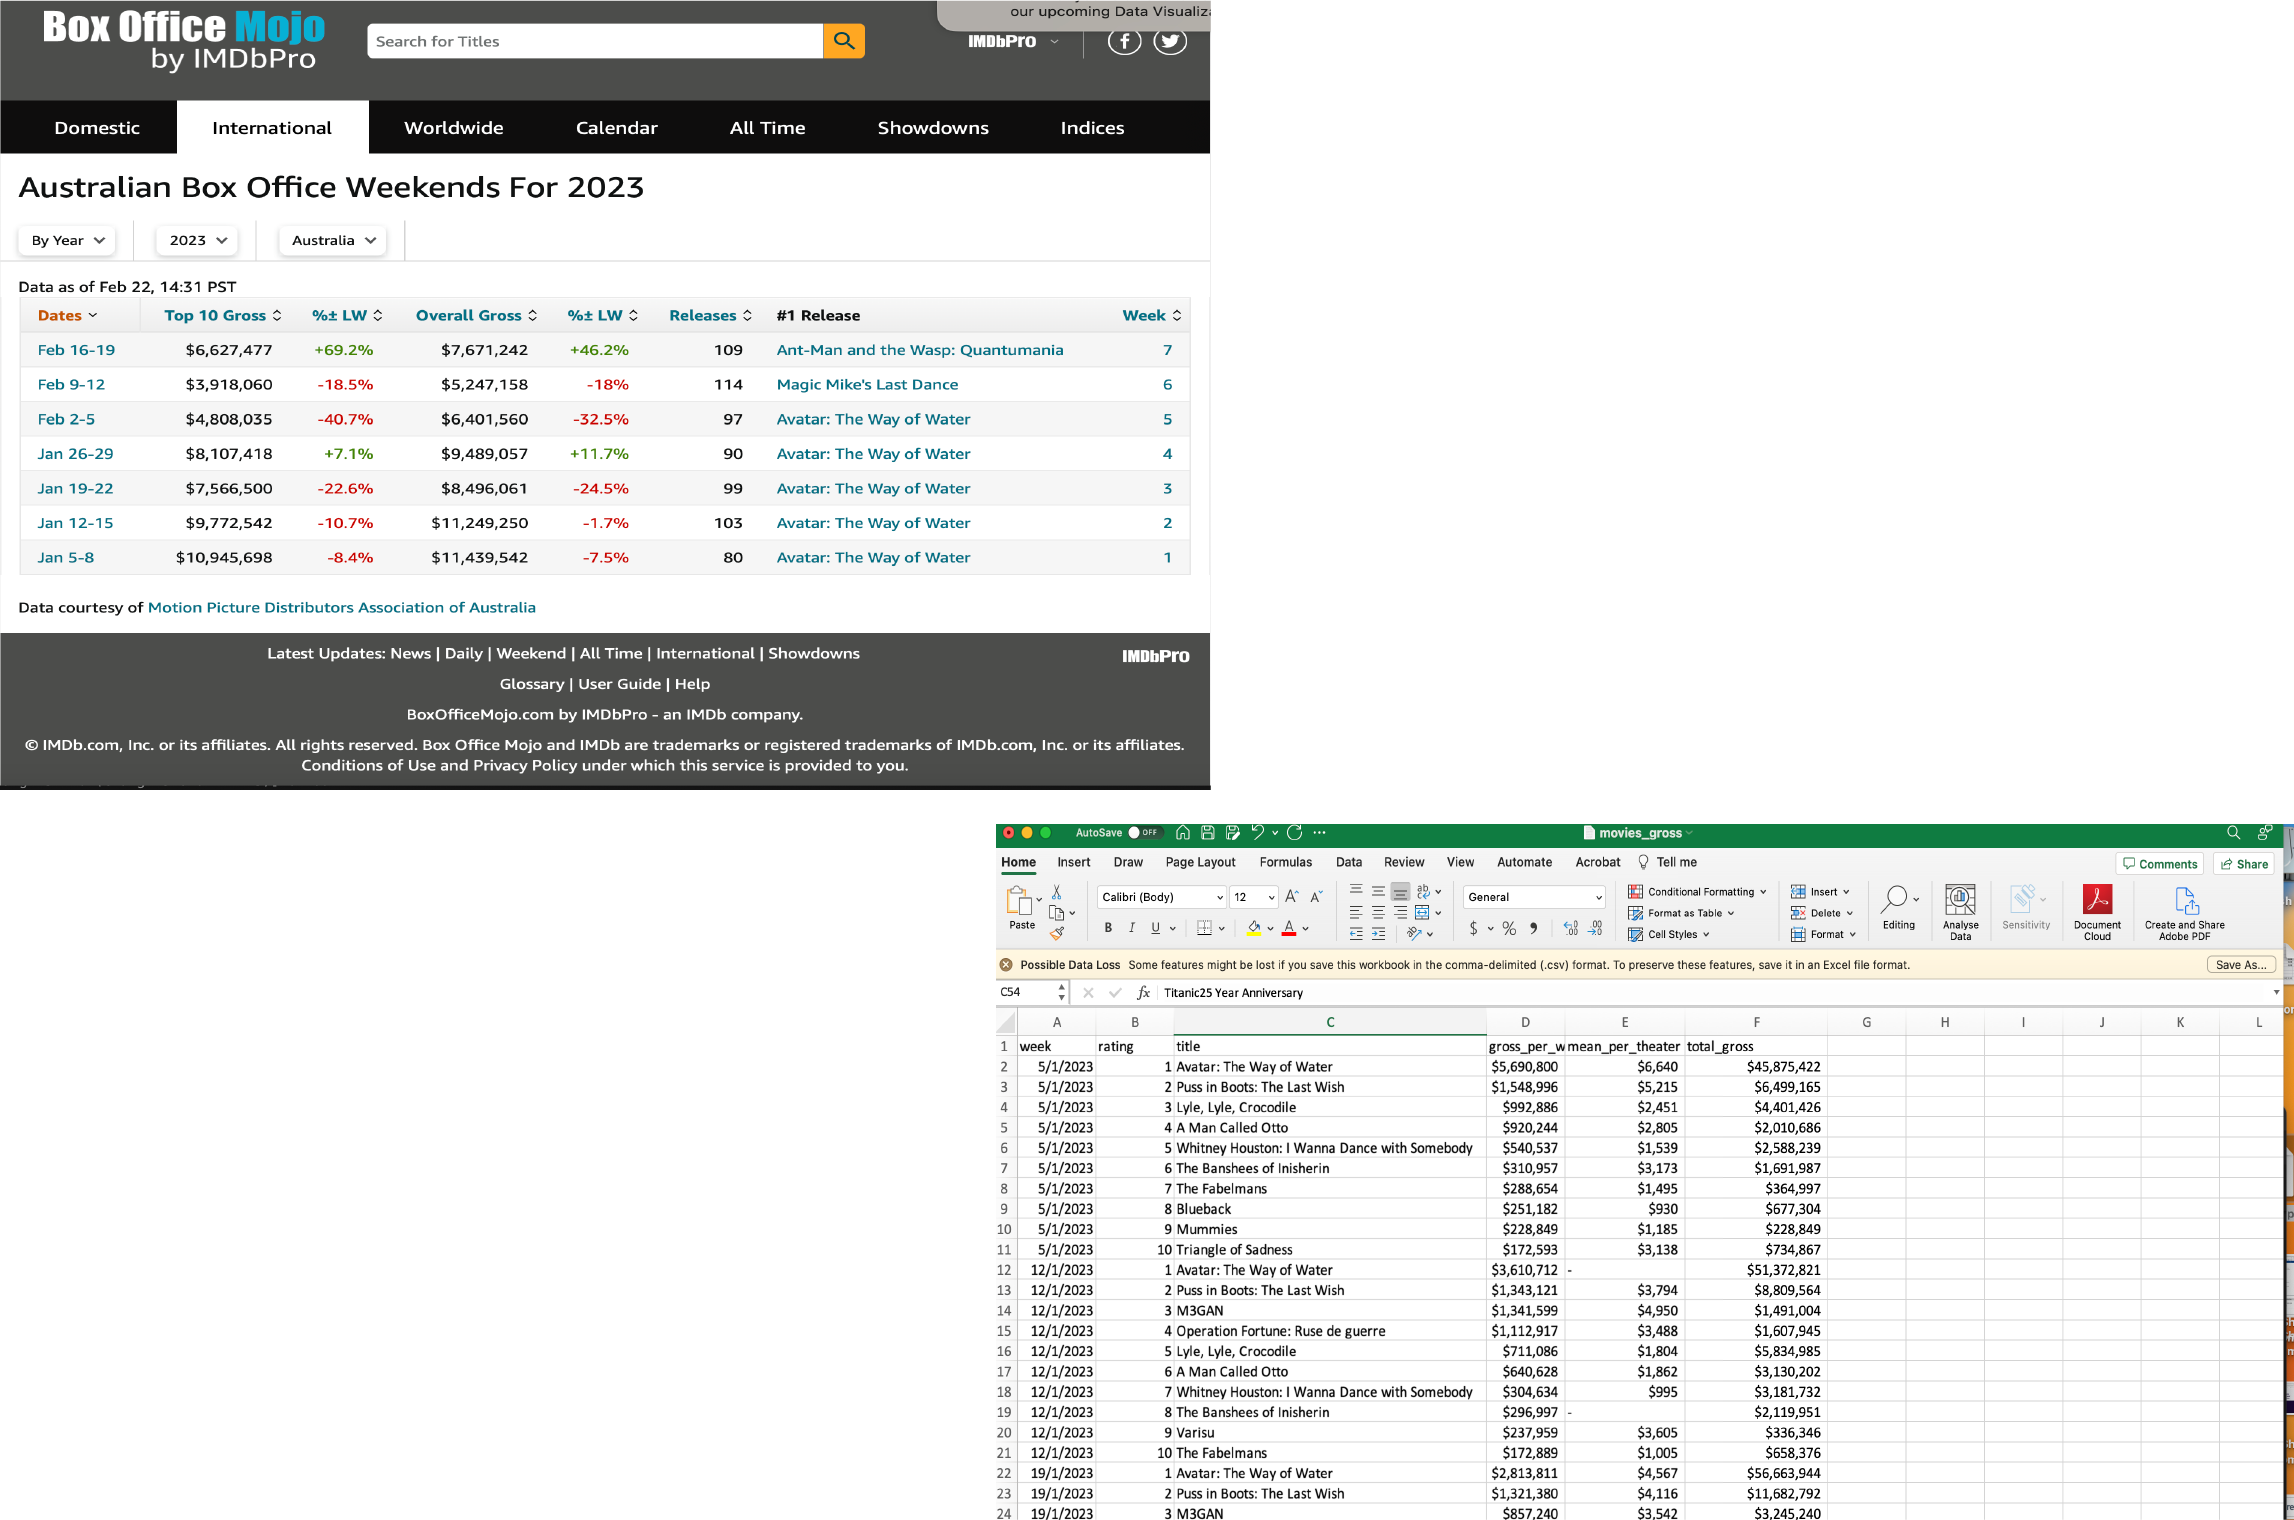 our upcoming Data Visualiz
Box Office Mojo
by IMDbPro
Search for Titles
IMDbPro
Domestic International Worldwide Calendar All Time Showdowns Indices
Australian Box Office Weekends For 2023
By Year 2023 Australia
Data as of Feb 22, 14:31 PST
Dates Top 10 Gross %± LW Overall Gross %± LW Releases #1 Release Week
Feb 16-19 $6,627,477 +69.2% $7,671,242 +46.2% 109 Ant-Man and the Wasp: Quantumania 7
Feb 9-12 $3,918,060 -18.5% $5,247,158 -18% 114 Magic Mike's Last Dance 6
Feb 2-5 $4,808,035 -40.7% $6,401,560 -32.5% 97 Avatar: The Way of Water 5
Jan 26-29 $8,107,418 +7.1% $9,489,057 +11.7% 90 Avatar: The Way of Water 4
Jan 19-22 $7,566,500 -22.6% $8,496,061 -24.5% 99 Avatar: The Way of Water 3
Jan 12-15 $9,772,542 -10.7% $11,249,250 -1.7% 103 Avatar: The Way of Water 2
Jan 5-8 $10,945,698 -8.4% $11,439,542 -7.5% 80 Avatar: The Way of Water 1
Data courtesy of Motion Picture Distributors Association of Australia
Latest Updates: News | Daily | Weekend | All Time | International | Showdowns
IMDbPro
Glossary | User Guide | Help
BoxOfficeMojo.com by IMDbPro - an IMDb company.
© IMDb.com, Inc. or its affiliates. All rights reserved. Box Office Mojo and IMDb are trademarks or registered trademarks of IMDb.com, Inc. or its affiliates.
Conditions of Use and Privacy Policy under which this service is provided to you.
AutoSave OFF movies_gross
Home Insert Draw Page Layout Formulas Data Review View Automate Acrobat Tell me Comments Share
Paste
Calibri (Body) 12
B I U
General
$ %
Conditional Formatting
Format as Table
Cell Styles
Insert
Delete
Format
Editing
Analyse Data
Sensitivity
Document Cloud
Create and Share Adobe PDF
Possible Data Loss Some features might be lost if you save this workbook in the comma-delimited (.csv) format. To preserve these features, save it in an Excel file format. Save As...
C54 fx Titanic25 Year Anniversary
A B C D E F G H I J K L
1 week rating title gross_per_w mean_per_theater total_gross
2 5/1/2023 1 Avatar: The Way of Water $5,690,800 $6,640 $45,875,422
3 5/1/2023 2 Puss in Boots: The Last Wish $1,548,996 $5,215 $6,499,165
4 5/1/2023 3 Lyle, Lyle, Crocodile $992,886 $2,451 $4,401,426
5 5/1/2023 4 A Man Called Otto $920,244 $2,805 $2,010,686
6 5/1/2023 5 Whitney Houston: I Wanna Dance with Somebody $540,537 $1,539 $2,588,239
7 5/1/2023 6 The Banshees of Inisherin $310,957 $3,173 $1,691,987
8 5/1/2023 7 The Fabelmans $288,654 $1,495 $364,997
9 5/1/2023 8 Blueback $251,182 $930 $677,304
10 5/1/2023 9 Mummies $228,849 $1,185 $228,849
11 5/1/2023 10 Triangle of Sadness $172,593 $3,138 $734,867
12 12/1/2023 1 Avatar: The Way of Water $3,610,712 - $51,372,821
13 12/1/2023 2 Puss in Boots: The Last Wish $1,343,121 $3,794 $8,809,564
14 12/1/2023 3 M3GAN $1,341,599 $4,950 $1,491,004
15 12/1/2023 4 Operation Fortune: Ruse de guerre $1,112,917 $3,488 $1,607,945
16 12/1/2023 5 Lyle, Lyle, Crocodile $711,086 $1,804 $5,834,985
17 12/1/2023 6 A Man Called Otto $640,628 $1,862 $3,130,202
18 12/1/2023 7 Whitney Houston: I Wanna Dance with Somebody $304,634 $995 $3,181,732
19 12/1/2023 8 The Banshees of Inisherin $296,997 - $2,119,951
20 12/1/2023 9 Varisu $237,959 $3,605 $336,346
21 12/1/2023 10 The Fabelmans $172,889 $1,005 $658,376
22 19/1/2023 1 Avatar: The Way of Water $2,813,811 $4,567 $56,663,944
23 19/1/2023 2 Puss in Boots: The Last Wish $1,321,380 $4,116 $11,682,792
24 19/1/2023 3 M3GAN $857,240 $3,542 $3,245,240